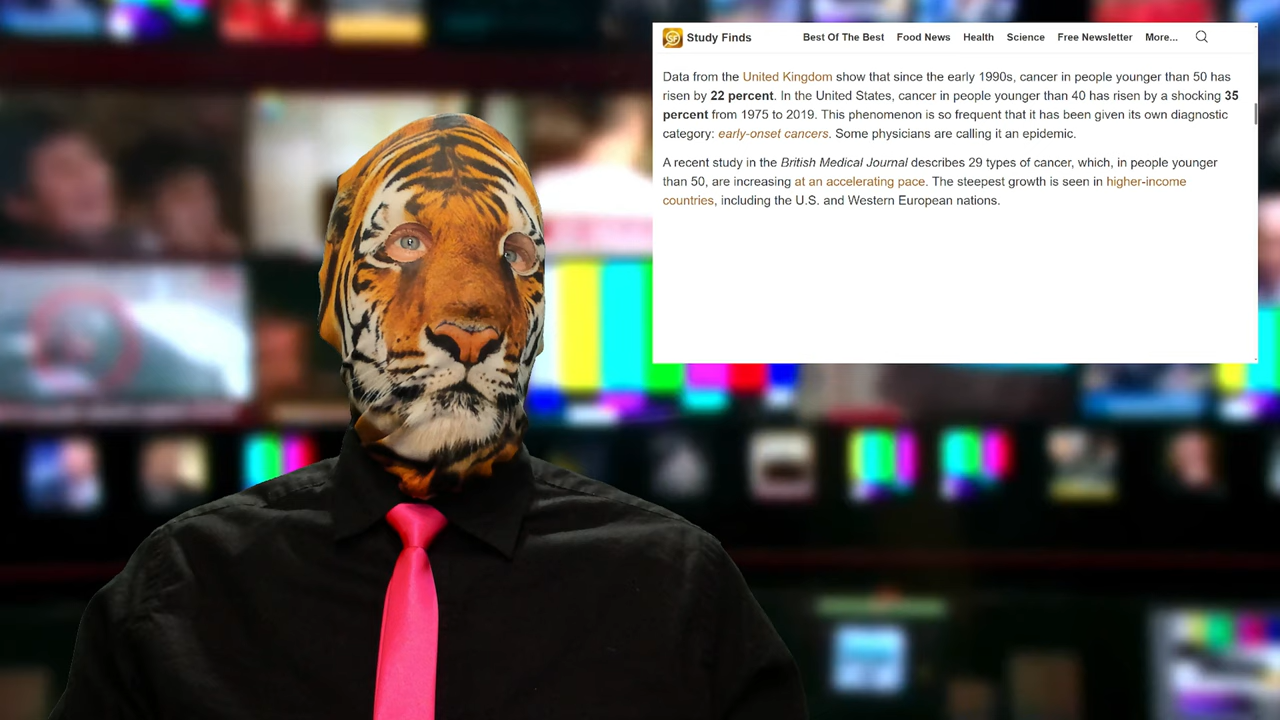 Study Finds
Best Of The Best Food News Health Science Free Newsletter More...
Data from the United Kingdom show that since the early 1990s, cancer in people younger than 50 has
risen by 22 percent. In the United States, cancer in people younger than 40 has risen by a shocking 35
percent from 1975 to 2019. This phenomenon is so frequent that it has been given its own diagnostic
category: early-onset cancers. Some physicians are calling it an epidemic.
A recent study in the British Medical Journal describes 29 types of cancer, which, in people younger
than 50, are increasing at an accelerating pace. The steepest growth is seen in higher-income
countries, including the U.S. and Western European nations.